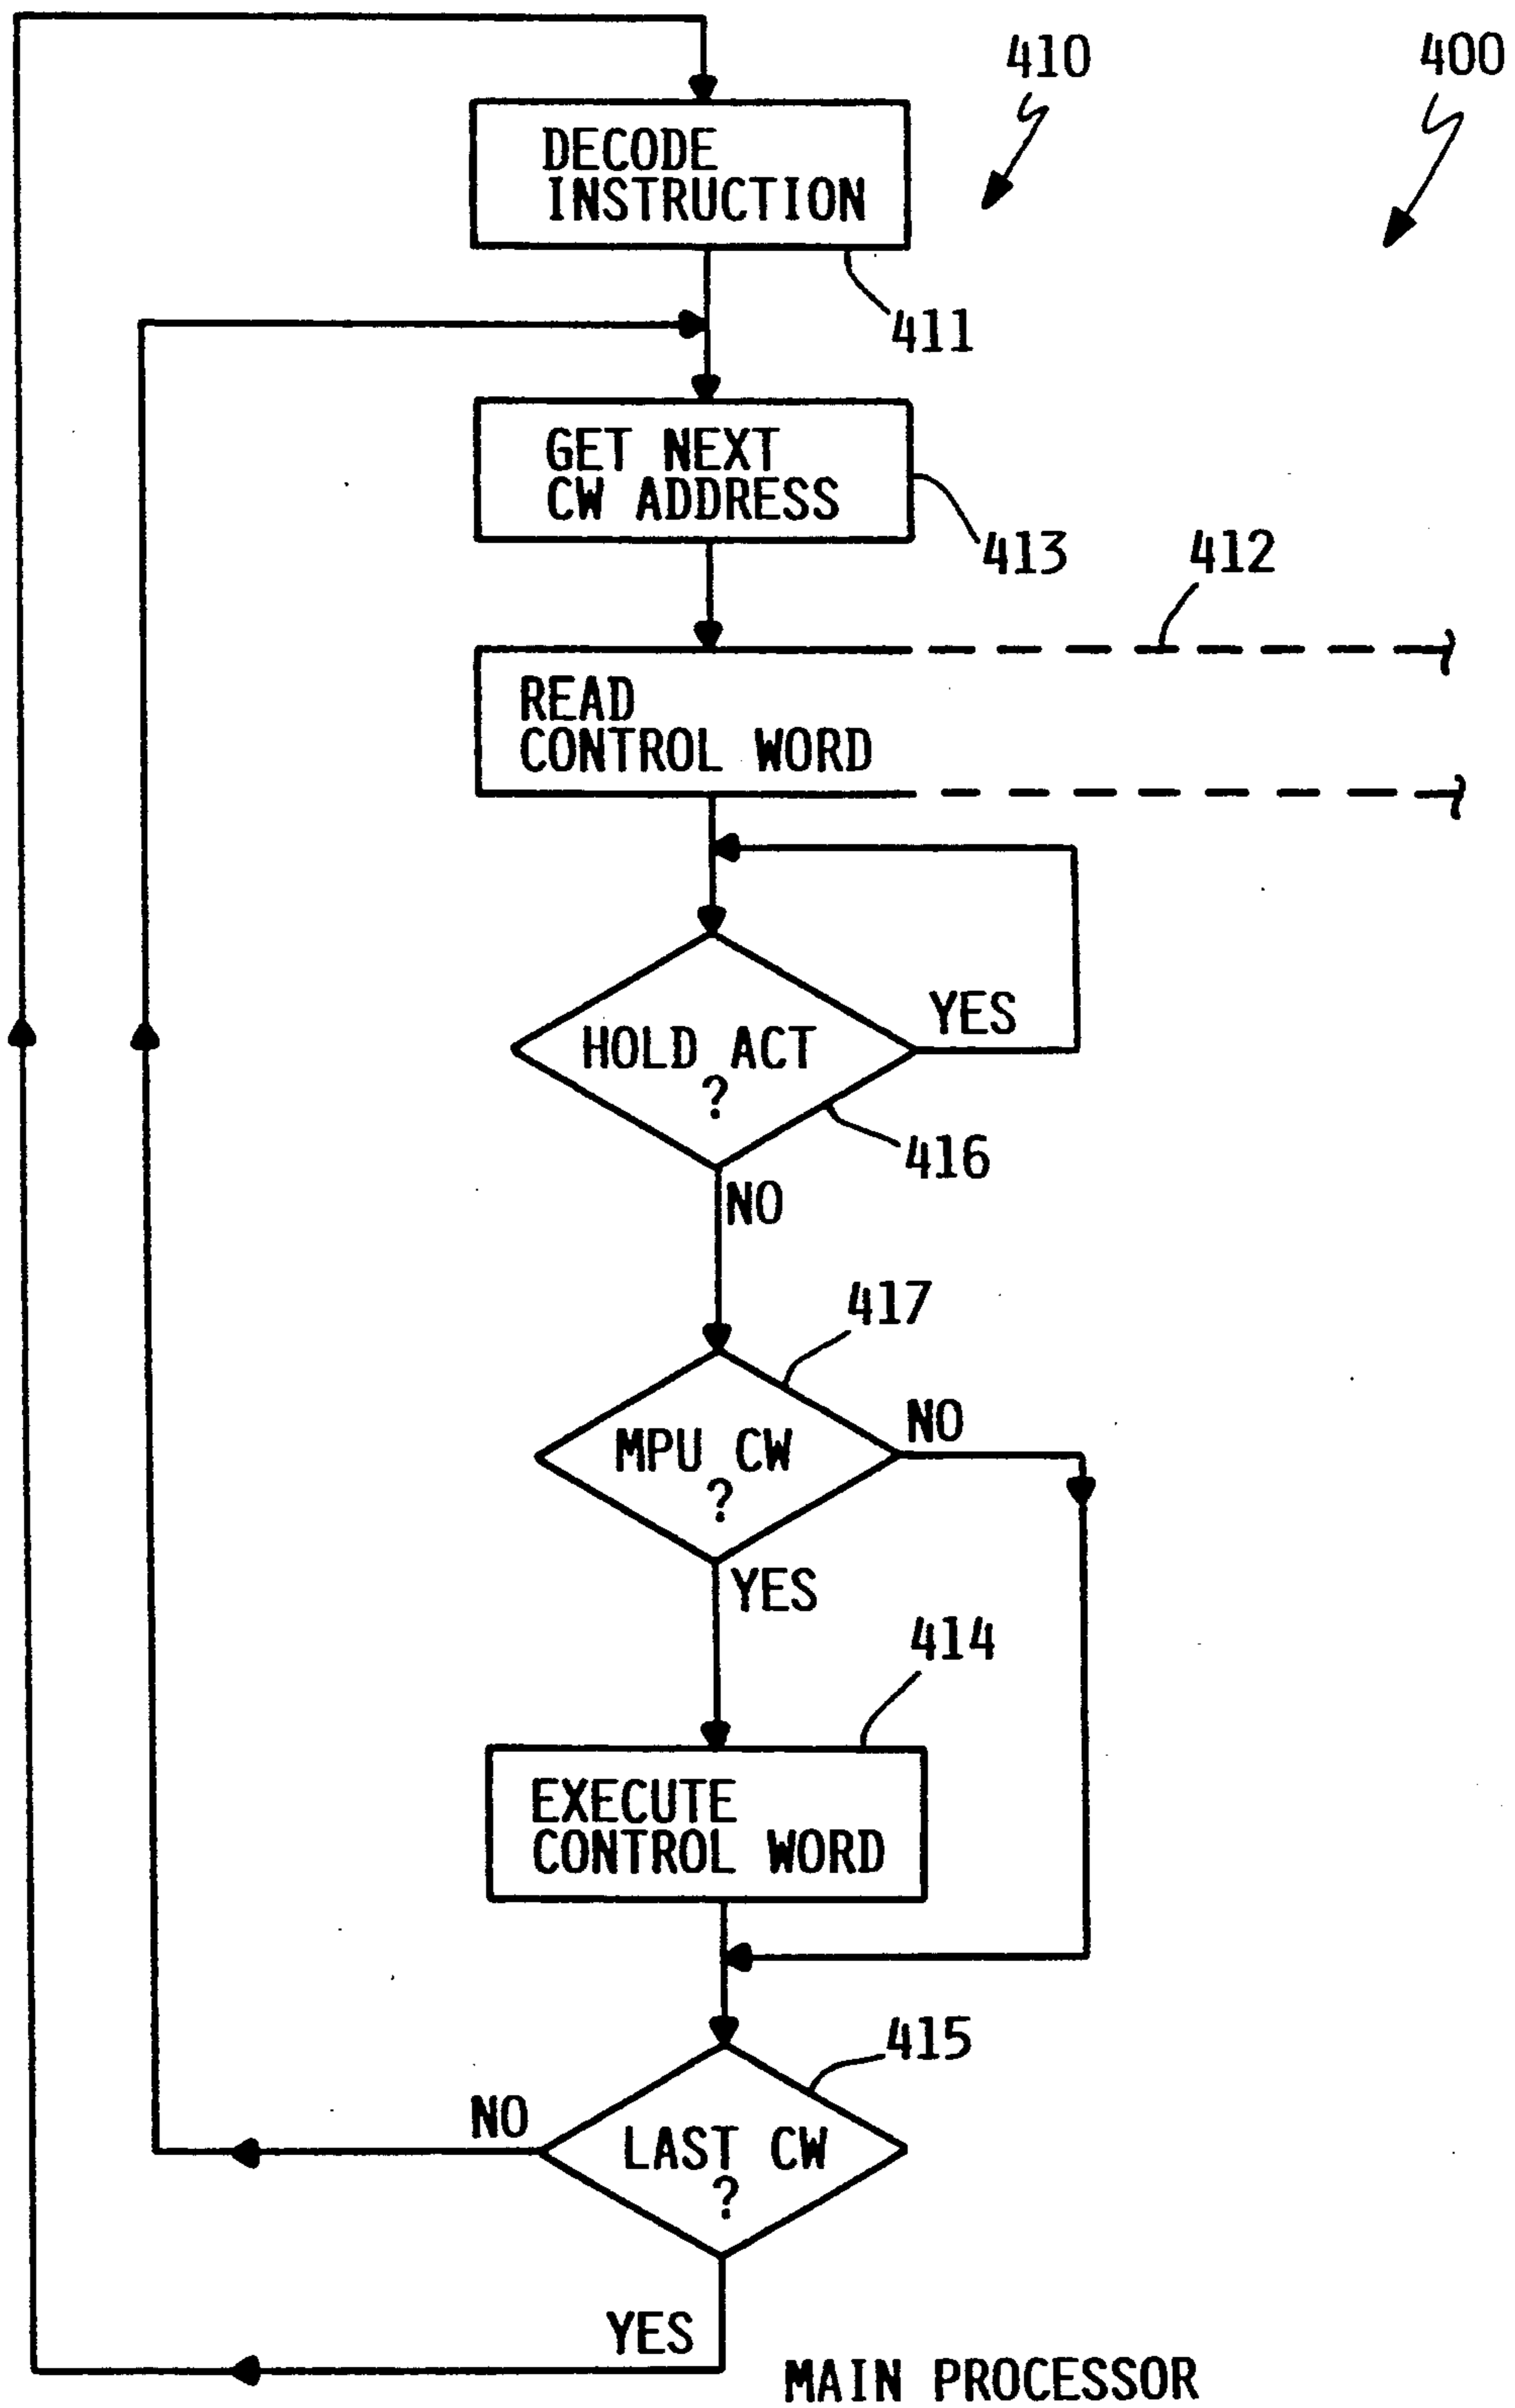 410
400
DECODE
INSTRUCTION
411
GET NEXT
CW ADDRESS
413
412
READ
CONTROL WORD
YES
HOLD ACT
?
416
NO
417
NO
MPU CW
?
YES
414
EXECUTE
CONTROL WORD
415
NO
LAST CW
?
YES
MAIN PROCESSOR